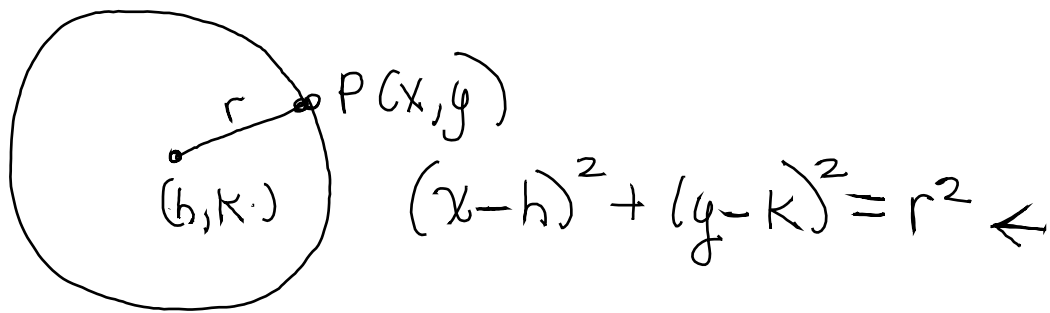 r
P(x,y)
(h,k.)
(x-h)² + (y-k)² = r² ←